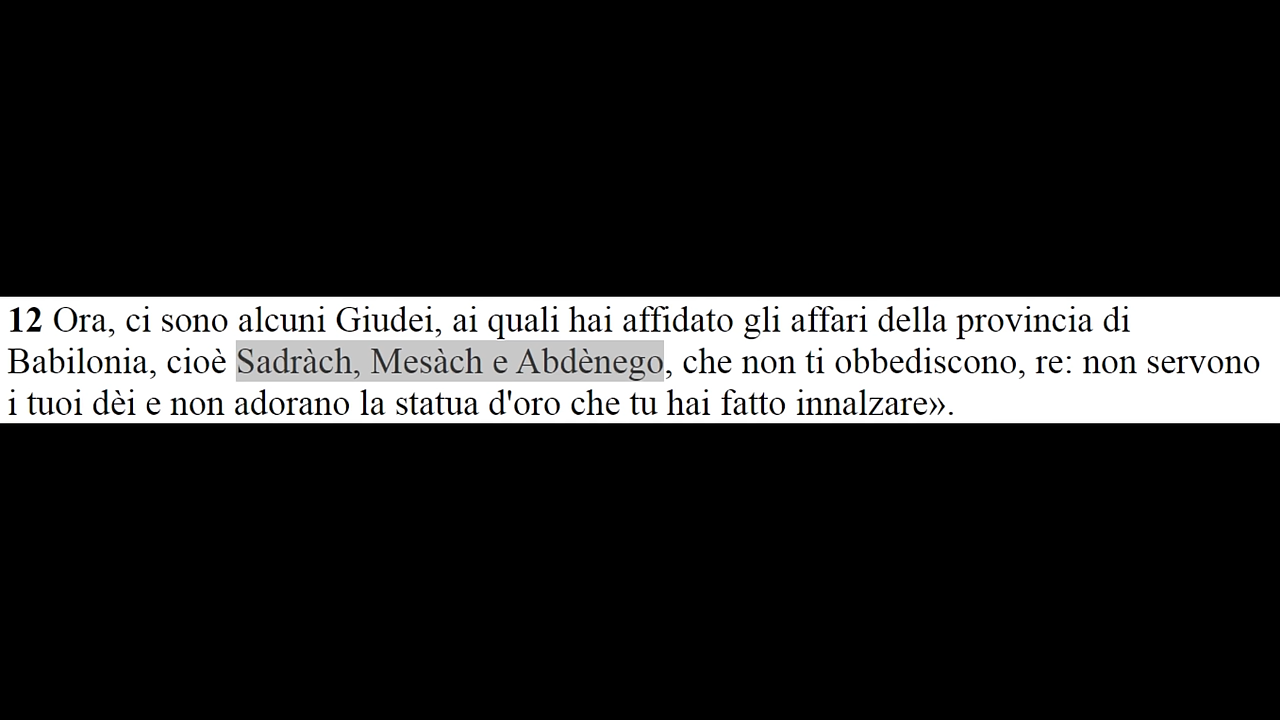 12 Ora, ci sono alcuni Giudei, ai quali hai affidato gli affari della provincia di
Babilonia, cioè Sadràch, Mesàch e Abdènego, che non ti obbediscono, re: non servono
i tuoi dèi e non adorano la statua d'oro che tu hai fatto innalzare».